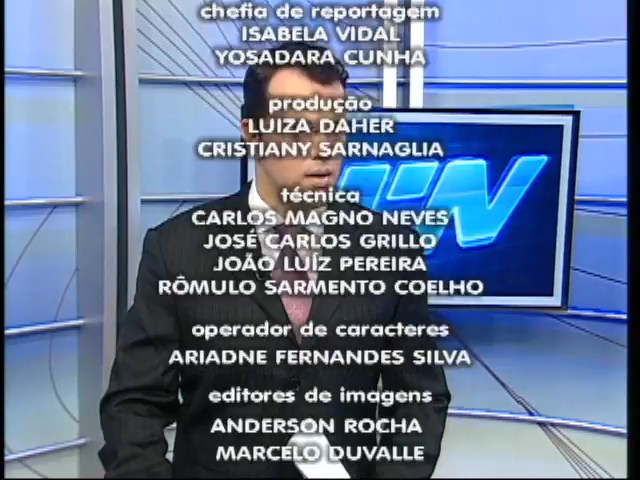 chefia de reportagem
ISABELA VIDAL
YOSADARA CUNHA
produção
LUIZA DAHER
CRISTIANY SARNAGLIA
técnica
CARLOS MAGNO NEVES
JOSÉ CARLOS GRILLO
JOÃO LUÍZ PEREIRA
RÔMULO SARMENTO COELHO
operador de caracteres
ARIADNE FERNANDES SILVA
editores de imagens
ANDERSON ROCHA
MARCELO DUVALLE